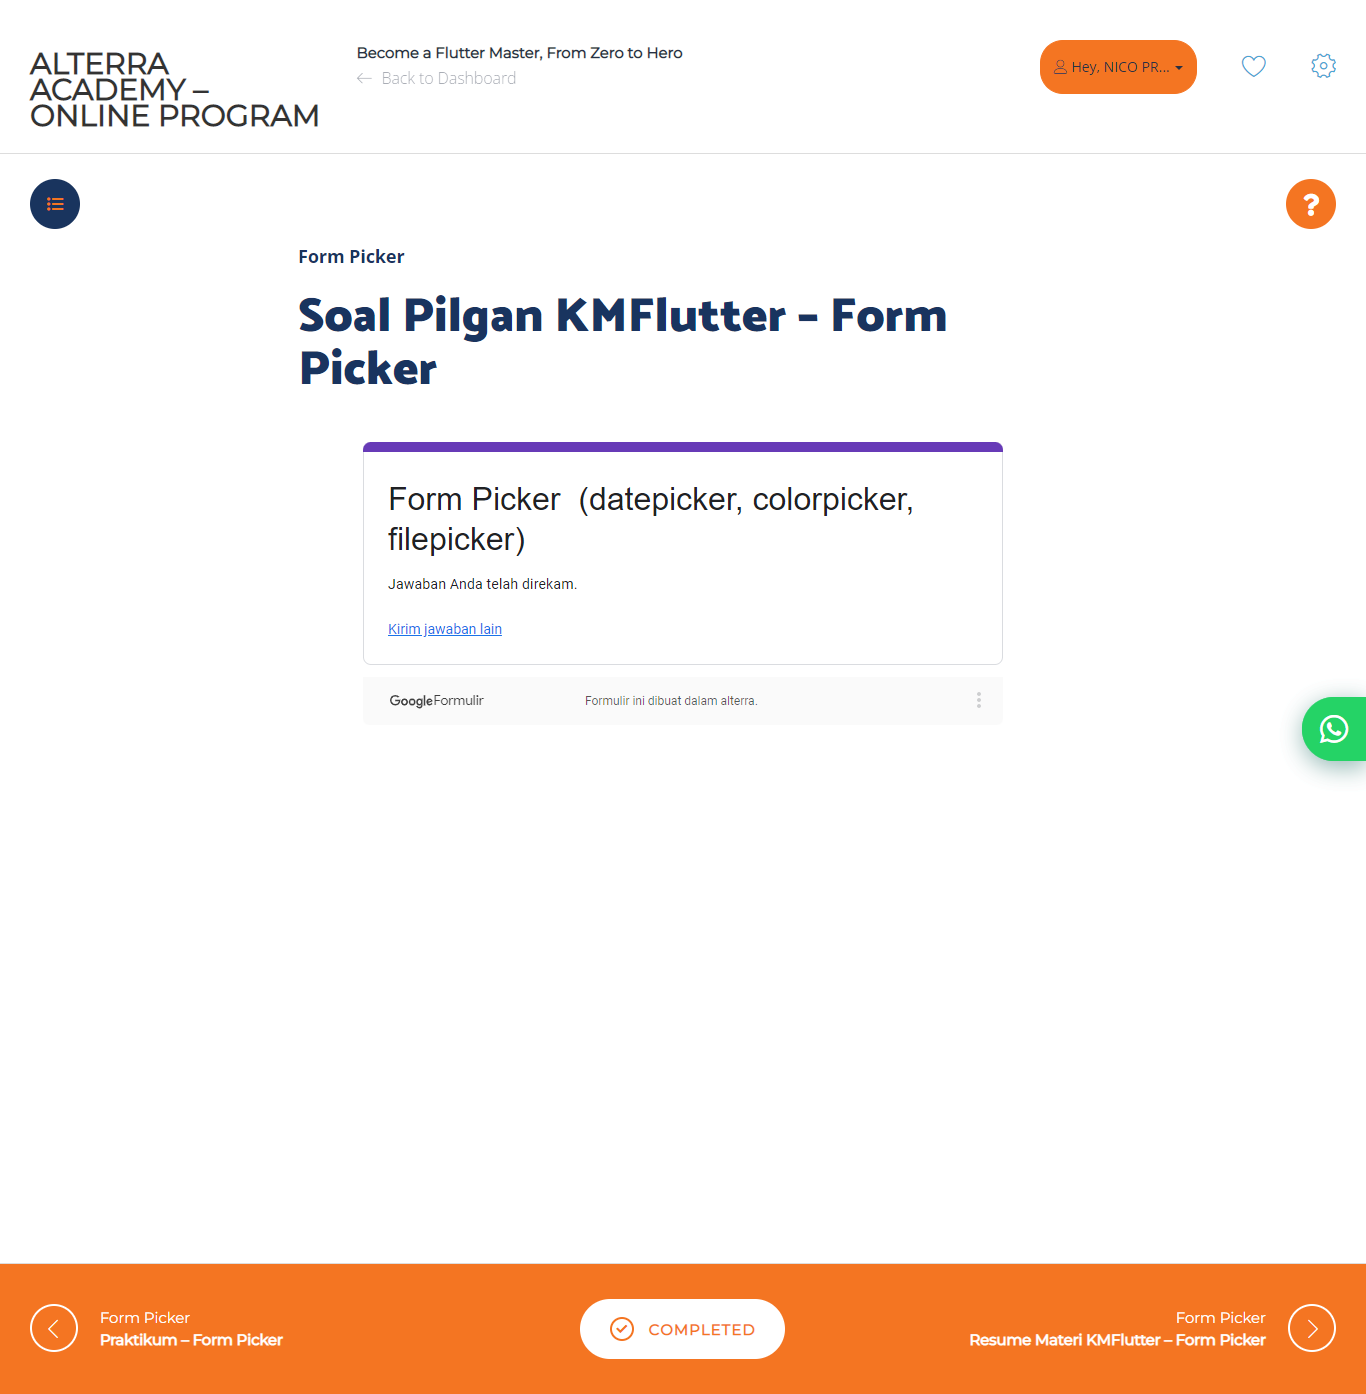 ALTERRA
ACADEMY –
ONLINE PROGRAM
Become a Flutter Master, From Zero to Hero
Back to Dashboard
Hey, NICO PR...
Form Picker
Soal Pilgan KMFlutter – Form
Picker
Form Picker (datepicker, colorpicker,
filepicker)
Jawaban Anda telah direkam.
Kirim jawaban lain
Google Formulir
Formulir ini dibuat dalam alterra.
Form Picker
Praktikum – Form Picker
COMPLETED
Form Picker
Resume Materi KMFlutter – Form Picker